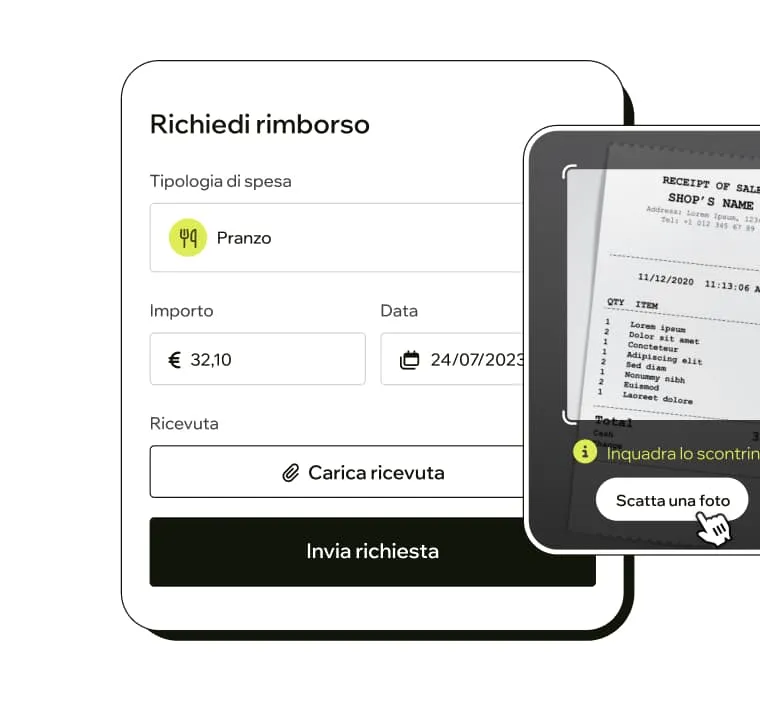 Richiedi rimborso
Tipologia di spesa
Pranzo
Importo
Data
€ 32,10
24/07/2023
Ricevuta
Carica ricevuta
Invia richiesta
RECEIPT OF SALE
SHOP'S NAME
Address: Lorem Ipsum, 123
Tel: +1 012 345 67 89
11/12/2020 11:13:06 A
QTY ITEM
1 Lorem ipsum
2 Dolor sit amet
1 Concteteur
1 Adipiscing elit
2 Sed diam
1 Nonummy nibh
2 Euismod
1 Laoreet dolore
Total 3
Cash
Change
Inquadra lo scontrin
Scatta una foto